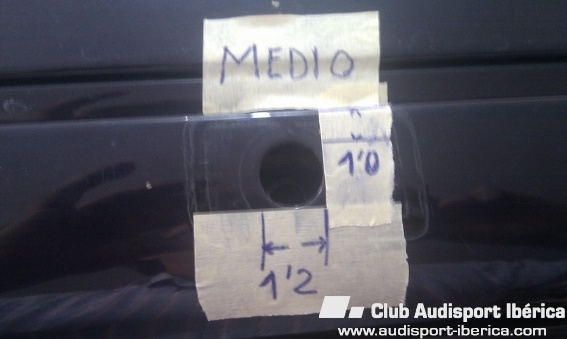 MEDIO
1'0
1'2
Club Audisport Ibérica
www.audisport-iberica.com